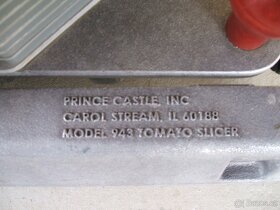 PRINCE CASTLE, INC
CAROL STREAM, IL 60188
MODEL 943 TOMATO SLICER